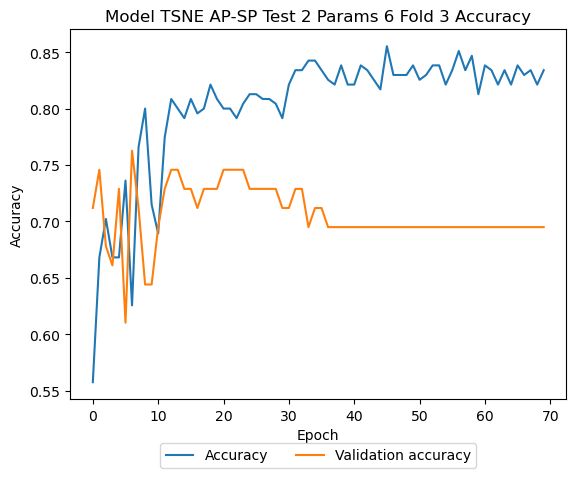 Model TSNE AP-SP Test 2 Params 6 Fold 3 Accuracy
Accuracy
0.85
0.80
0.75
0.70
0.65
0.60
0.55
0 10 20 30 40 50 60 70
Epoch
Accuracy Validation accuracy